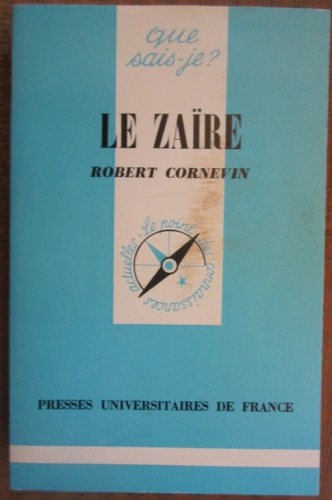 que
sais-je?
LE ZAÏRE
ROBERT CORNEVIN
Le point des connaissances actuelles
PRESSES UNIVERSITAIRES DE FRANCE